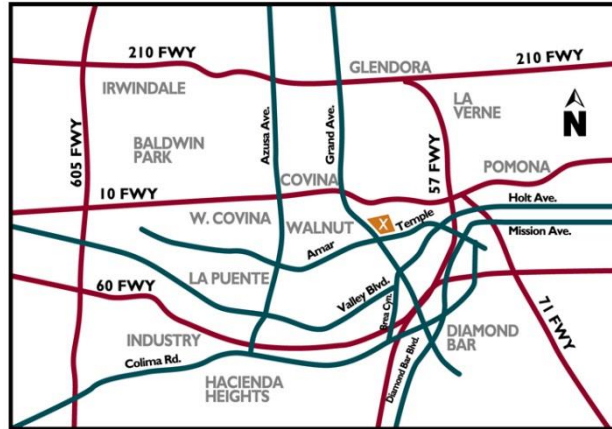 210 FWY
GLENDORA
210 FWY
IRWINDALE
LA
VERNE
N
Azusa Ave.
Grand Ave.
605 FWY
BALDWIN
PARK
57 FWY
POMONA
COVINA
10 FWY
Holt Ave.
W. COVINA
WALNUT
X
Temple
Mission Ave.
Amar
LA PUENTE
60 FWY
Valley Blvd.
Brea Cyn.
INDUSTRY
DIAMOND
BAR
71 FWY
Colima Rd.
Diamond Bar Blvd.
HACIENDA
HEIGHTS